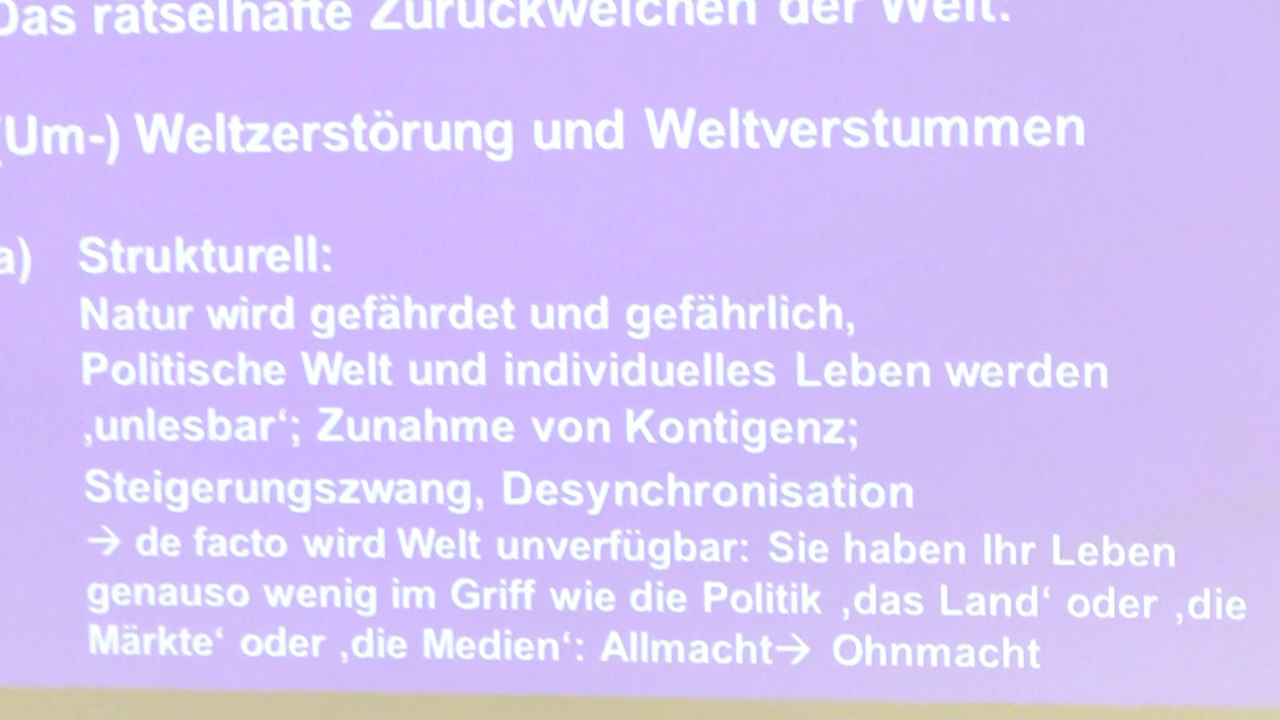 Das rätselhafte Zurückweichen der Welt:
(Um-) Weltzerstörung und Weltverstummen
a) Strukturell:
Natur wird gefährdet und gefährlich,
Politische Welt und individuelles Leben werden
‚unlesbar‘; Zunahme von Kontigenz;
Steigerungszwang, Desynchronisation
→ de facto wird Welt unverfügbar: Sie haben Ihr Leben
genauso wenig im Griff wie die Politik ‚das Land‘ oder ‚die
Märkte‘ oder ‚die Medien‘: Allmacht→ Ohnmacht